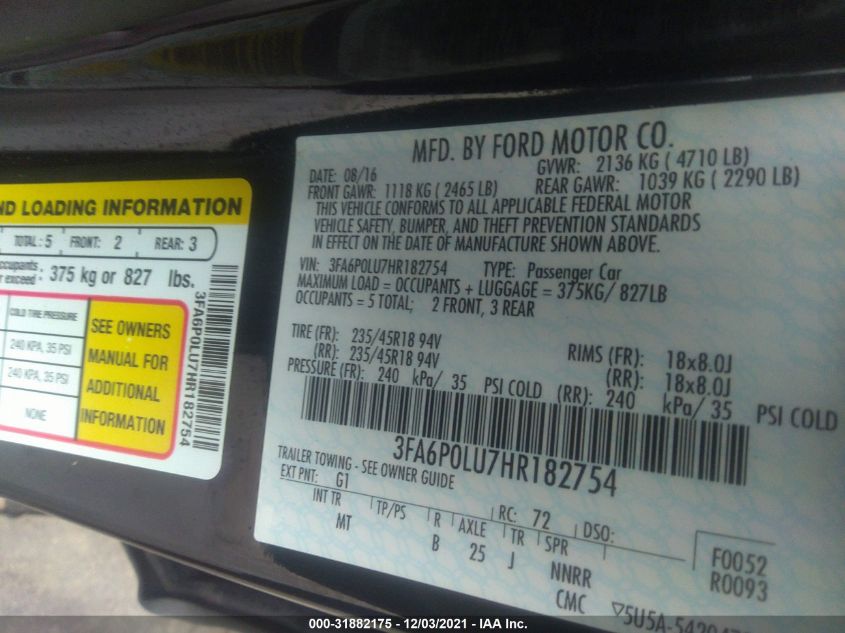 ND LOADING INFORMATION
TOTAL: 5 FRONT: 2 REAR: 3
ccupants
r exceed: 375 kg or 827 lbs.
COLD TIRE PRESSURE
240 KPA, 35 PSI
240 KPA, 35 PSI
NONE
SEE OWNERS
MANUAL FOR
ADDITIONAL
INFORMATION
3FA6P0LU7HR182754
MFD. BY FORD MOTOR CO.
DATE: 08/16 GVWR: 2136 KG ( 4710 LB)
FRONT GAWR: 1118 KG ( 2465 LB) REAR GAWR: 1039 KG ( 2290 LB)
THIS VEHICLE CONFORMS TO ALL APPLICABLE FEDERAL MOTOR
VEHICLE SAFETY, BUMPER, AND THEFT PREVENTION STANDARDS
IN EFFECT ON THE DATE OF MANUFACTURE SHOWN ABOVE.
VIN: 3FA6P0LU7HR182754 TYPE: Passenger Car
MAXIMUM LOAD = OCCUPANTS + LUGGAGE = 375KG/ 827LB
OCCUPANTS = 5 TOTAL; 2 FRONT, 3 REAR
TIRE (FR): 235/45R18 94V RIMS (FR): 18x8.0J
(RR): 235/45R18 94V (RR): 18x8.0J
PRESSURE (FR): 240 kPa/ 35 PSI COLD (RR): 240 kPa/ 35 PSI COLD
3FA6P0LU7HR182754
TRAILER TOWING - SEE OWNER GUIDE
EXT PNT: G1 RC: 72 DSO:
INT TR TP/PS R AXLE TR SPR
MT B 25 J NNRR
F0052
R0093
CMC
000-31882175 - 12/03/2021 - IAA Inc.